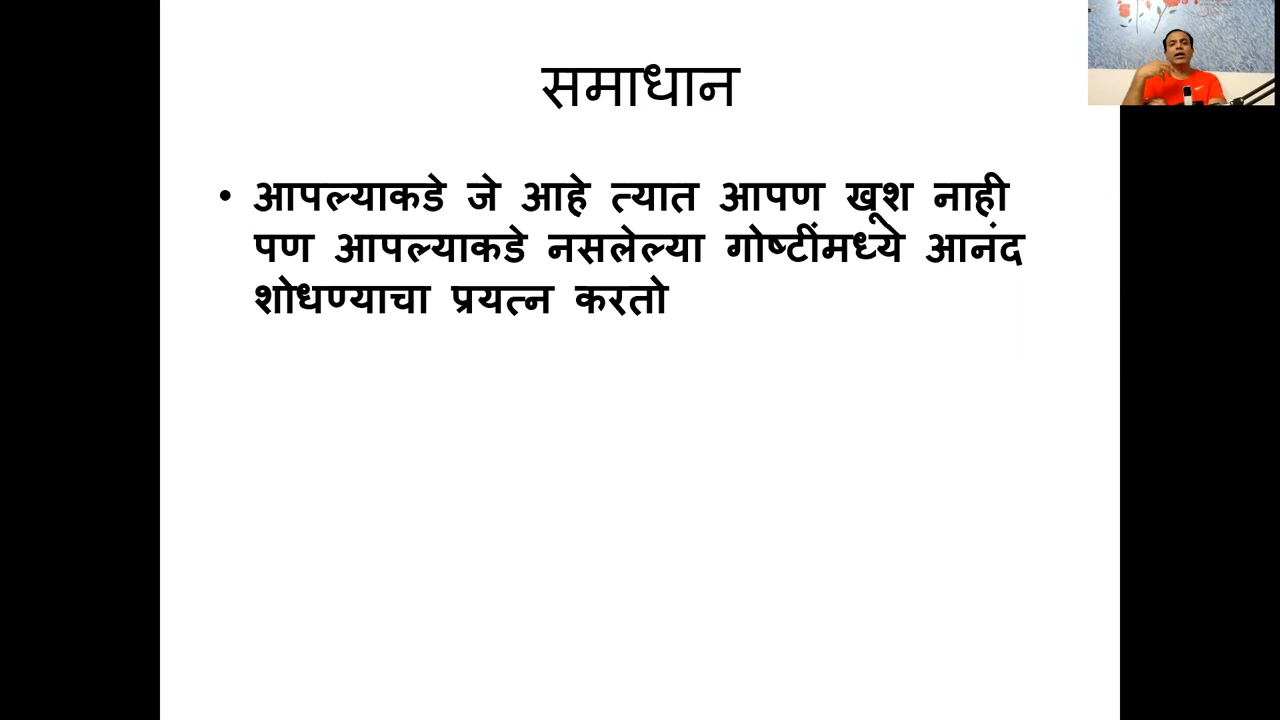 समाधान
• आपल्याकडे जे आहे त्यात आपण खूश नाही
पण आपल्याकडे नसलेल्या गोष्टींमध्ये आनंद
शोधण्याचा प्रयत्न करतो